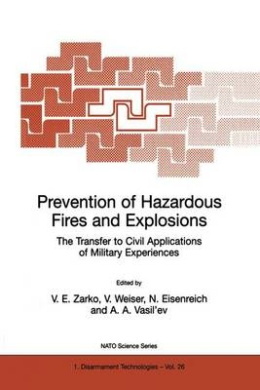 Prevention of Hazardous
Fires and Explosions
The Transfer to Civil Applications
of Military Experiences
Edited by
V. E. Zarko, V. Weiser, N. Eisenreich
and A. A. Vasil'ev
NATO Science Series
1. Disarmament Technologies – Vol. 26